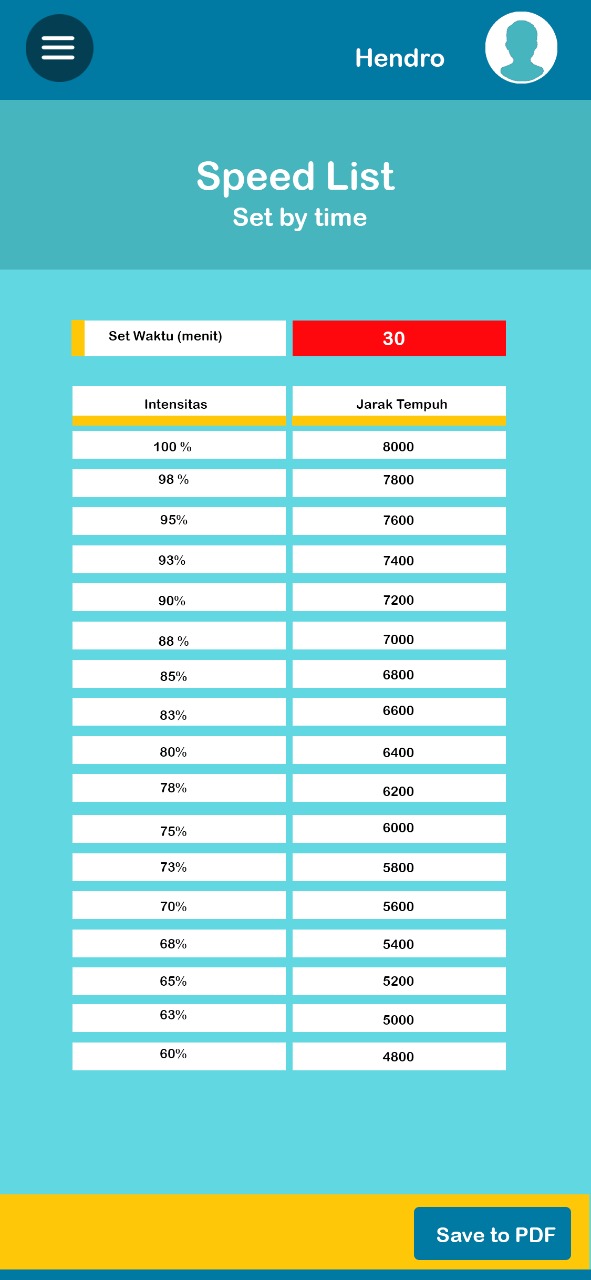 Hendro
Speed List
Set by time
Set Waktu (menit) 30
Intensitas Jarak Tempuh
100 % 8000
98 % 7800
95% 7600
93% 7400
90% 7200
88 % 7000
85% 6800
83% 6600
80% 6400
78% 6200
75% 6000
73% 5800
70% 5600
68% 5400
65% 5200
63% 5000
60% 4800
Save to PDF